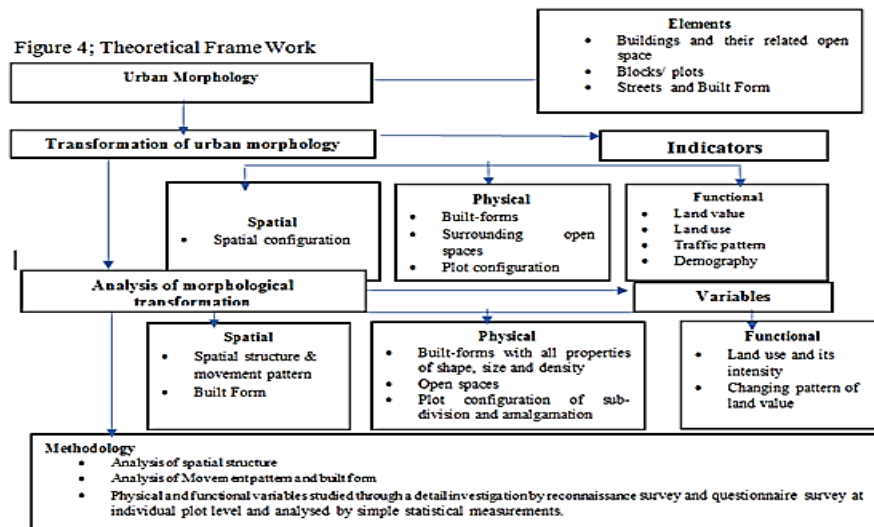 Elements
• Buildings and their related open
space
• Blocks/ plots
• Streets and Built Form
Figure 4; Theoretical Frame Work
Urban Morphology
Transformation of urban morphology
Indicators
Spatial
• Spatial configuration
Physical
• Built-forms
• Surrounding open
spaces
• Plot configuration
Functional
• Land value
• Land use
• Traffic pattern
• Demography
Analysis of morphological
transformation
Variables
Spatial
• Spatial structure &
movement pattern
• Built Form
Physical
• Built-forms with all properties
of shape, size and density
• Open spaces
• Plot configuration of sub-
division and amalgamation
Functional
• Land use and its
intensity
• Changing pattern of
land value
Methodology
• Analysis of spatial structure
• Analysis of Movement pattern and built form
• Physical and functional variables studied through a detail investigation by reconnaissance survey and questionnaire survey at
individual plot level and analysed by simple statistical measurements.